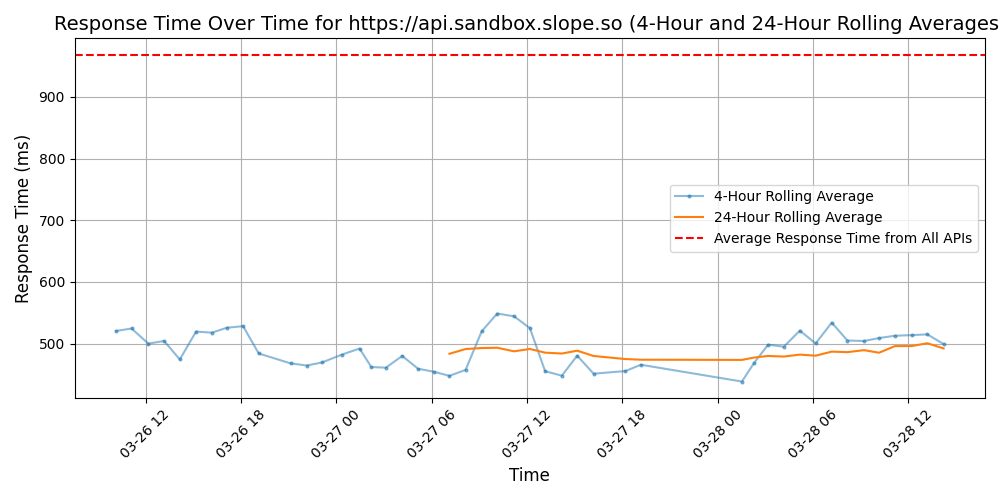 Response Time Over Time for https://api.sandbox.slope.so (4-Hour and 24-Hour Rolling Averages
Response Time (ms)
900
800
700
600
500
4-Hour Rolling Average
24-Hour Rolling Average
Average Response Time from All APIs
03-26 12
03-26 18
03-27 00
03-27 06
03-27 12
03-27 18
03-28 00
03-28 06
03-28 12
Time